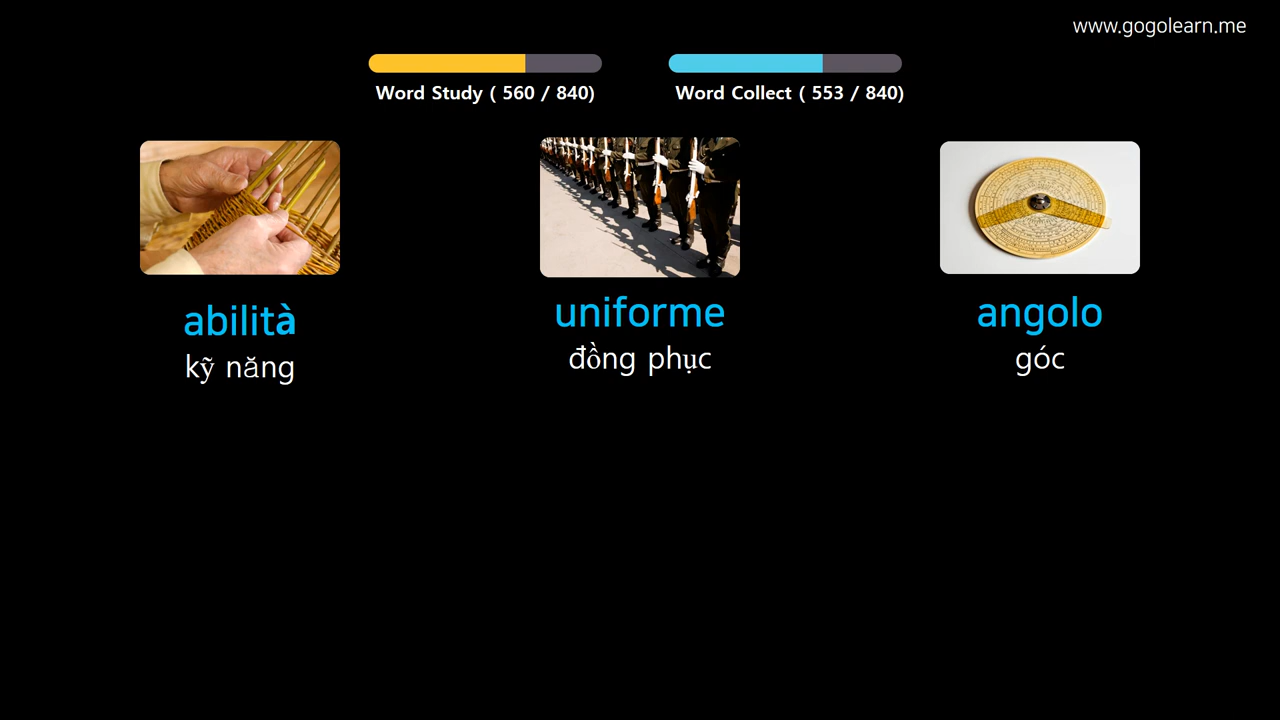 www.gogolearn.me
Word Study ( 560 / 840)
Word Collect ( 553 / 840)
abilità
kỹ năng
uniforme
đồng phục
angolo
góc